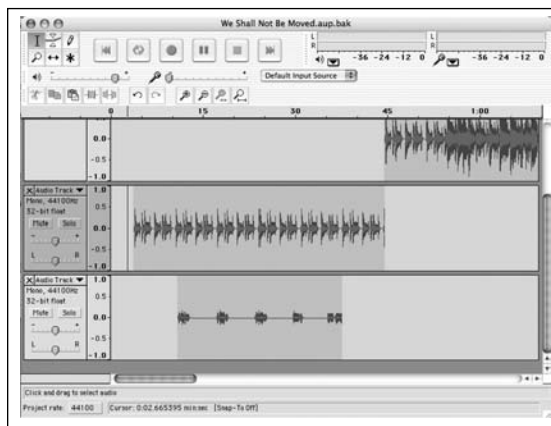 We Shall Not Be Moved.aup.bak
L
R
-36 -24 -12 0
L
R
-36 -24 -12 0
Default Input Source
0 15 30 45 1:00
0.0
-0.5
-1.0
X Audio Track
Mono, 44100Hz
32-bit float
Mute Solo
- +
L R
1.0
0.5
0.0
-0.5
-1.0
X Audio Track
Mono, 44100Hz
32-bit float
Mute Solo
- +
L R
1.0
0.5
0.0
-0.5
-1.0
Click and drag to select audio
Project rate: 44100 Cursor: 0:02.665395 min:sec [Snap-To Off]